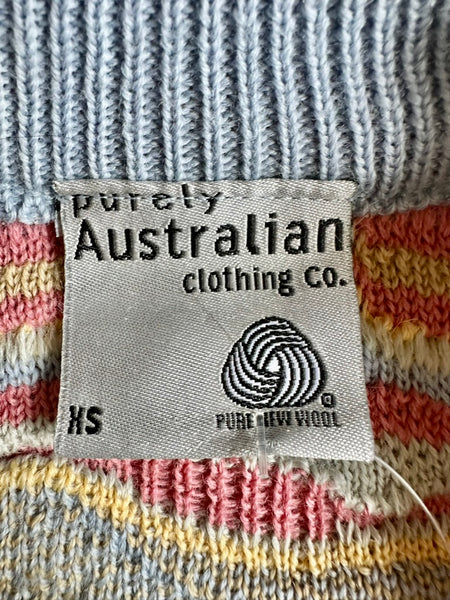 purely
Australian
clothing co.
XS
®
PURE NEW WOOL